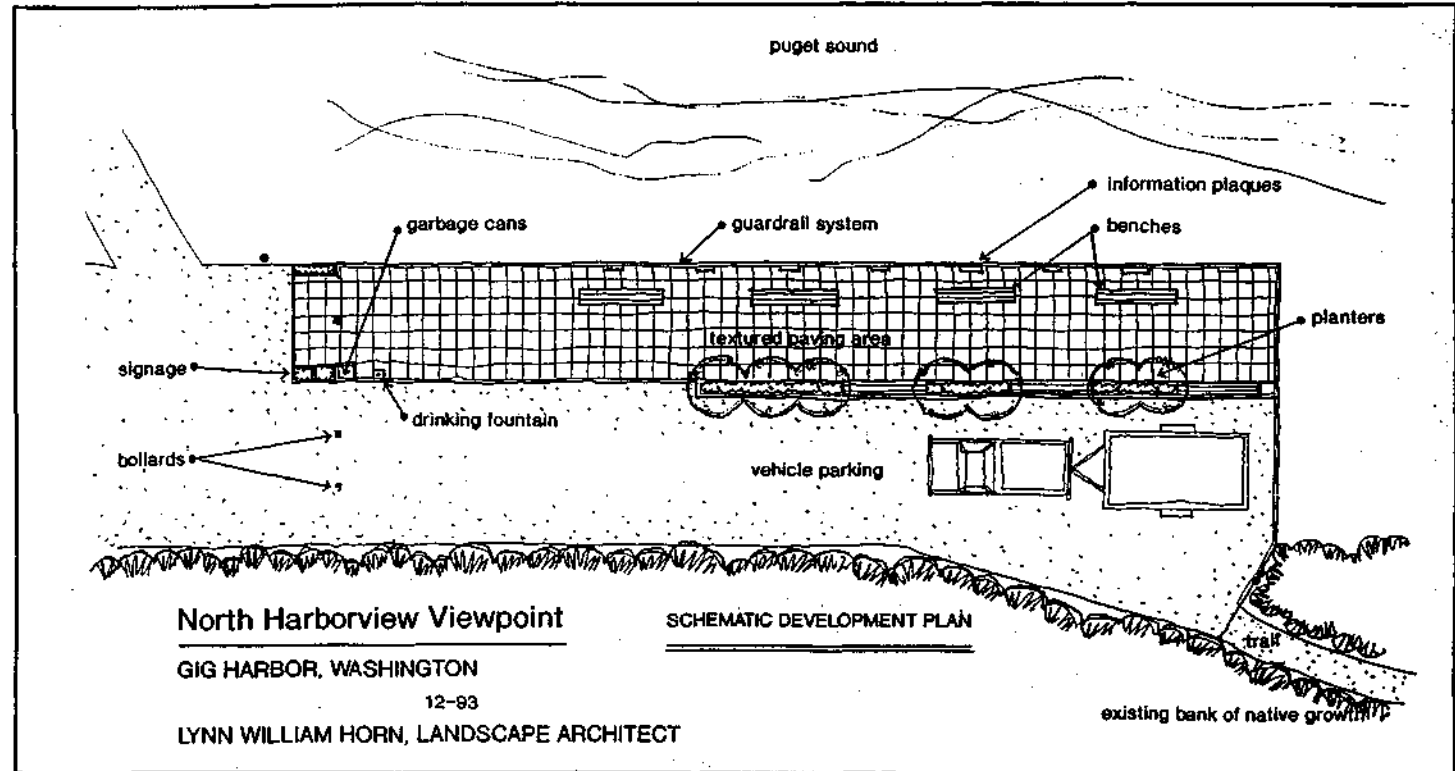 puget sound
information plaques
garbage cans
guardrail system
benches
planters
textured paving area
signage
drinking fountain
bollards
vehicle parking
North Harborview Viewpoint
SCHEMATIC DEVELOPMENT PLAN
GIG HARBOR, WASHINGTON
12-93
LYNN WILLIAM HORN, LANDSCAPE ARCHITECT
trail
existing bank of native growth